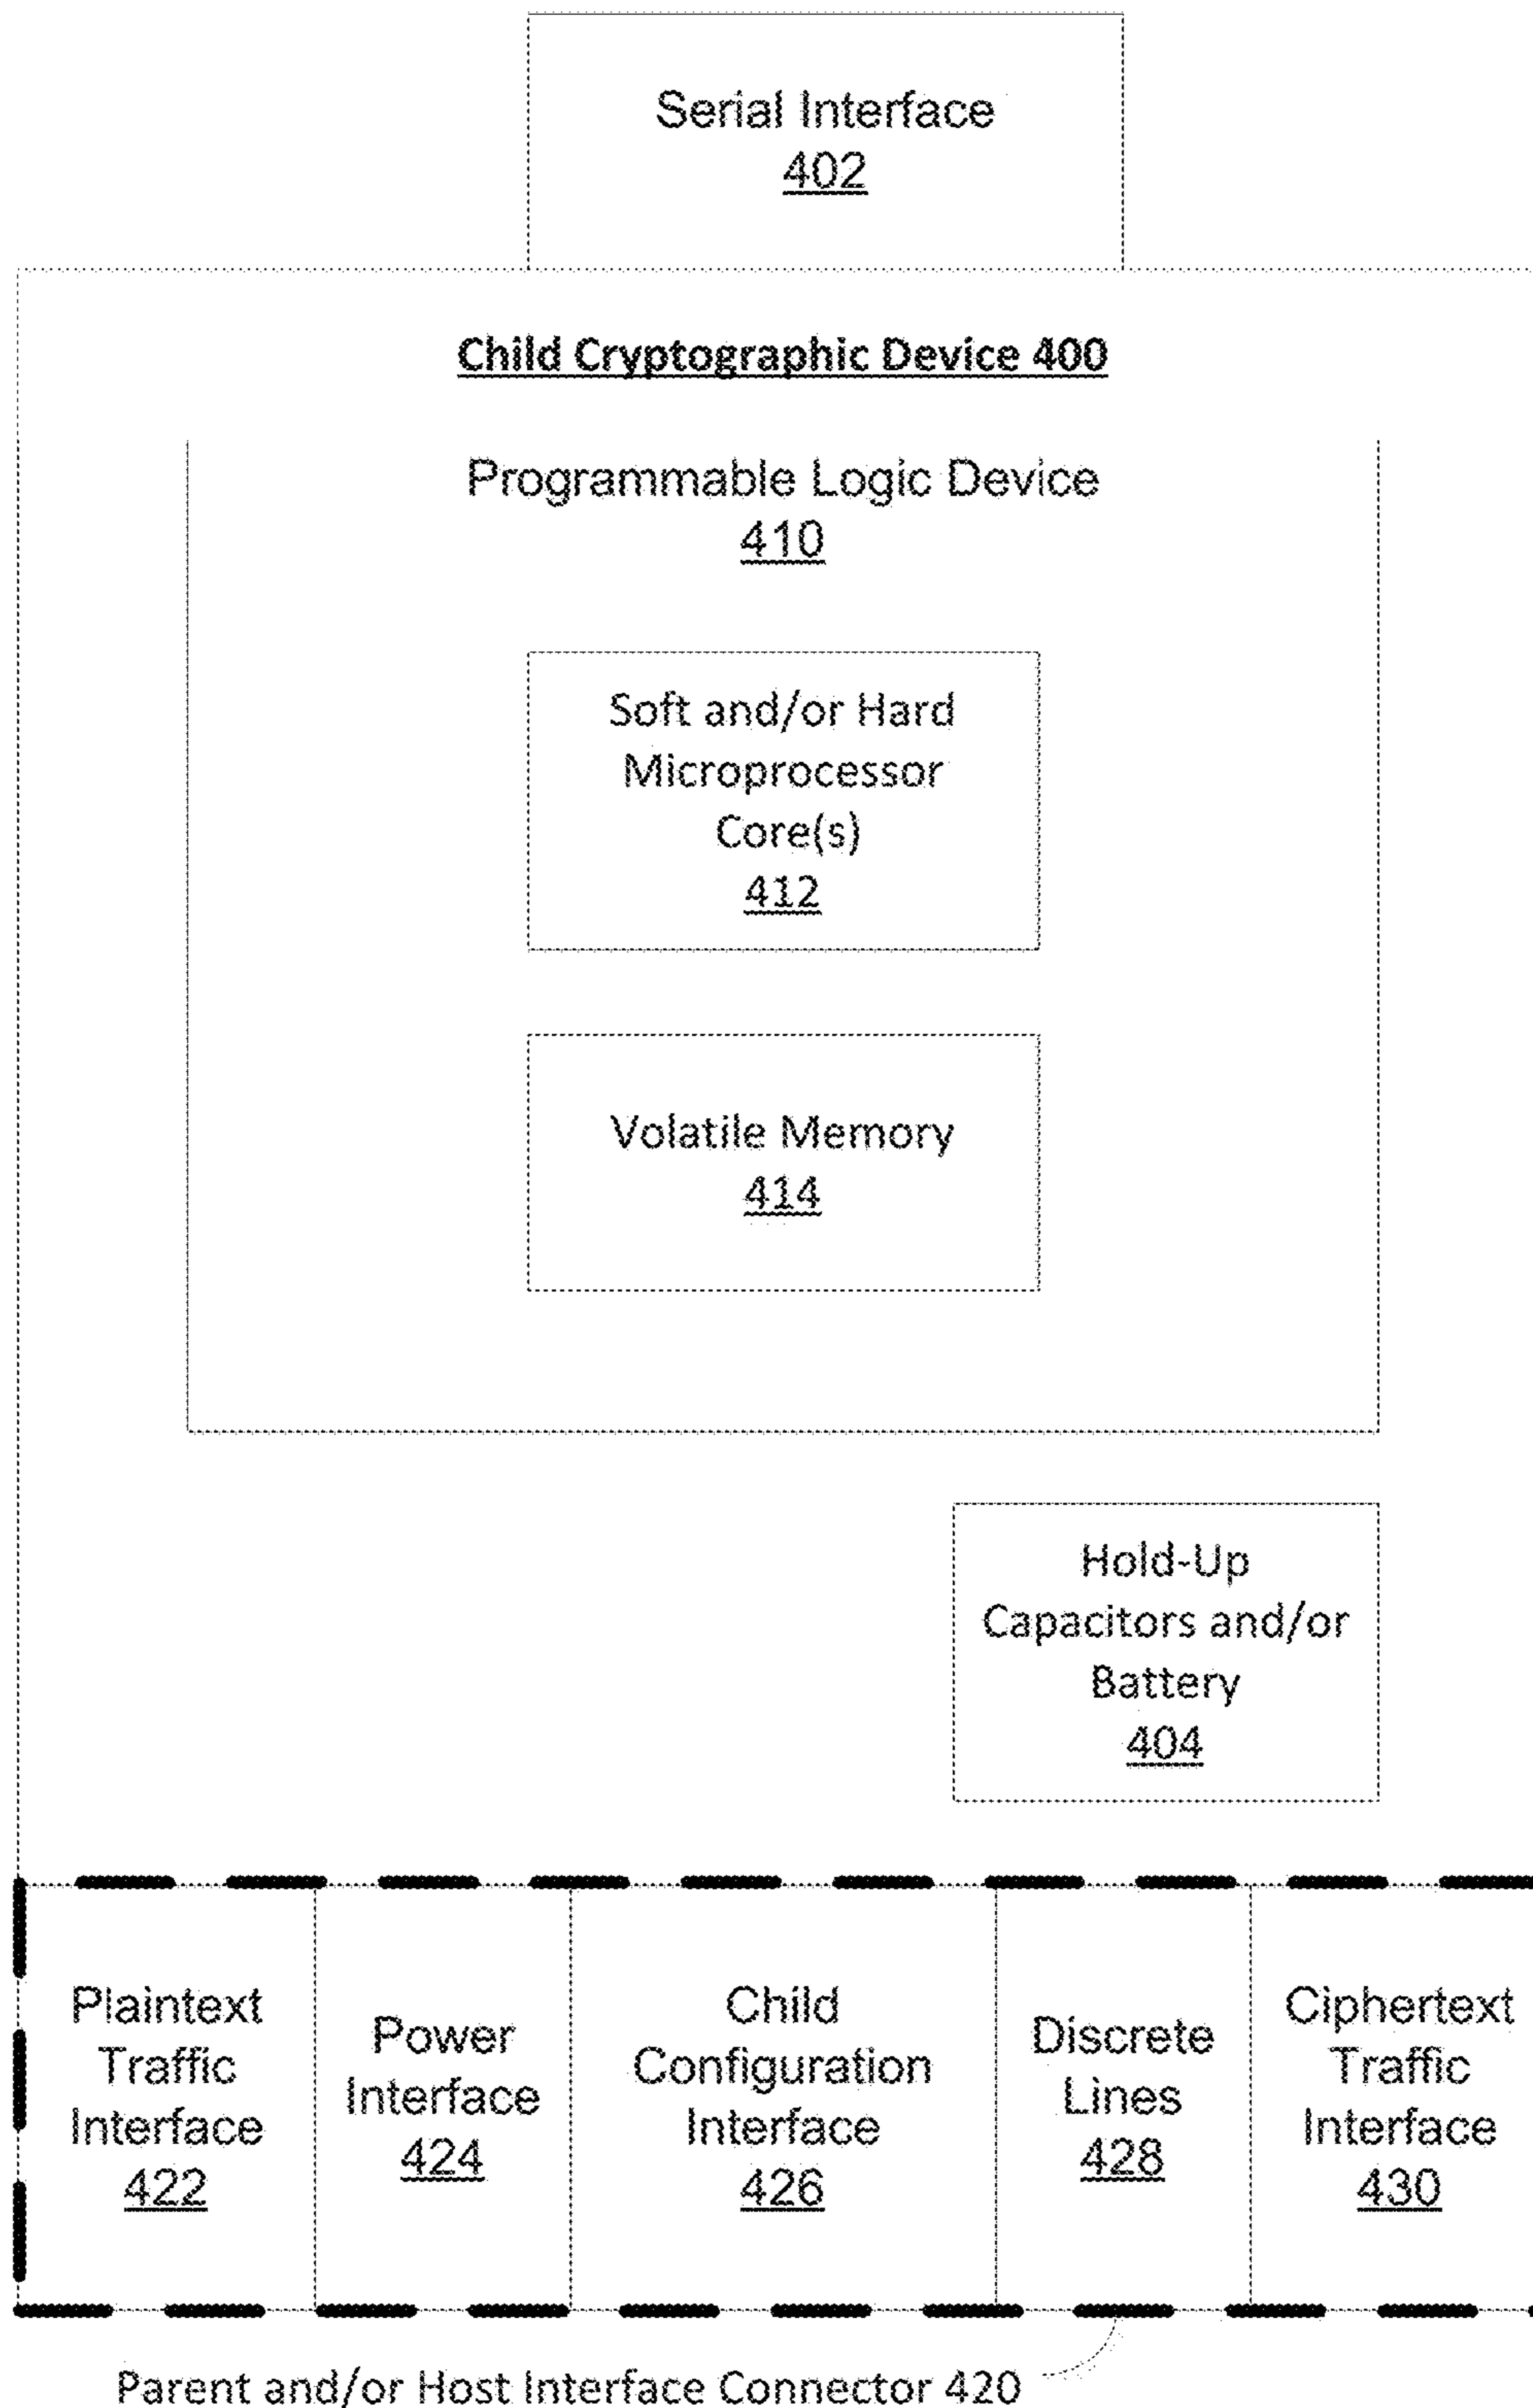 Serial Interface
402
Child Cryptographic Device 400
Programmable Logic Device
410
Soft and/or Hard
Microprocessor
Core(s)
412
Volatile Memory
414
Hold-Up
Capacitors and/or
Battery
404
Plaintext
Traffic
Interface
422
Power
Interface
424
Child
Configuration
Interface
426
Discrete
Lines
428
Ciphertext
Traffic
Interface
430
Parent and/or Host Interface Connector 420